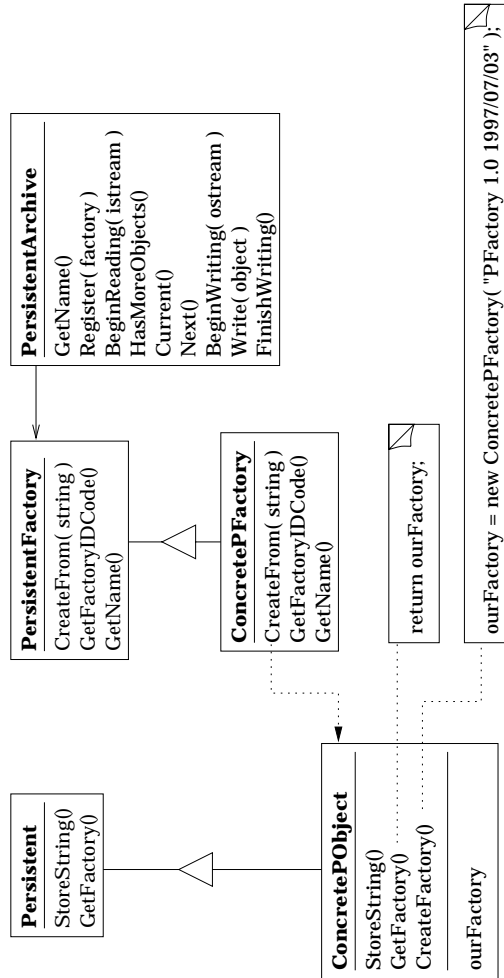 Persistent
StoreString()
GetFactory()
PersistentFactory
CreateFrom( string )
GetFactoryIDCode()
GetName()
PersistentArchive
GetName()
Register( factory )
BeginReading( istream )
HasMoreObjects()
Current()
Next()
BeginWriting( ostream )
Write( object )
FinishWriting()
ConcretePFactory
CreateFrom( string )
GetFactoryIDCode()
GetName()
ConcretePObject
StoreString()
GetFactory()
CreateFactory()
ourFactory
return ourFactory;
ourFactory = new ConcretePFactory( "PFactory 1.0 1997/07/03" );